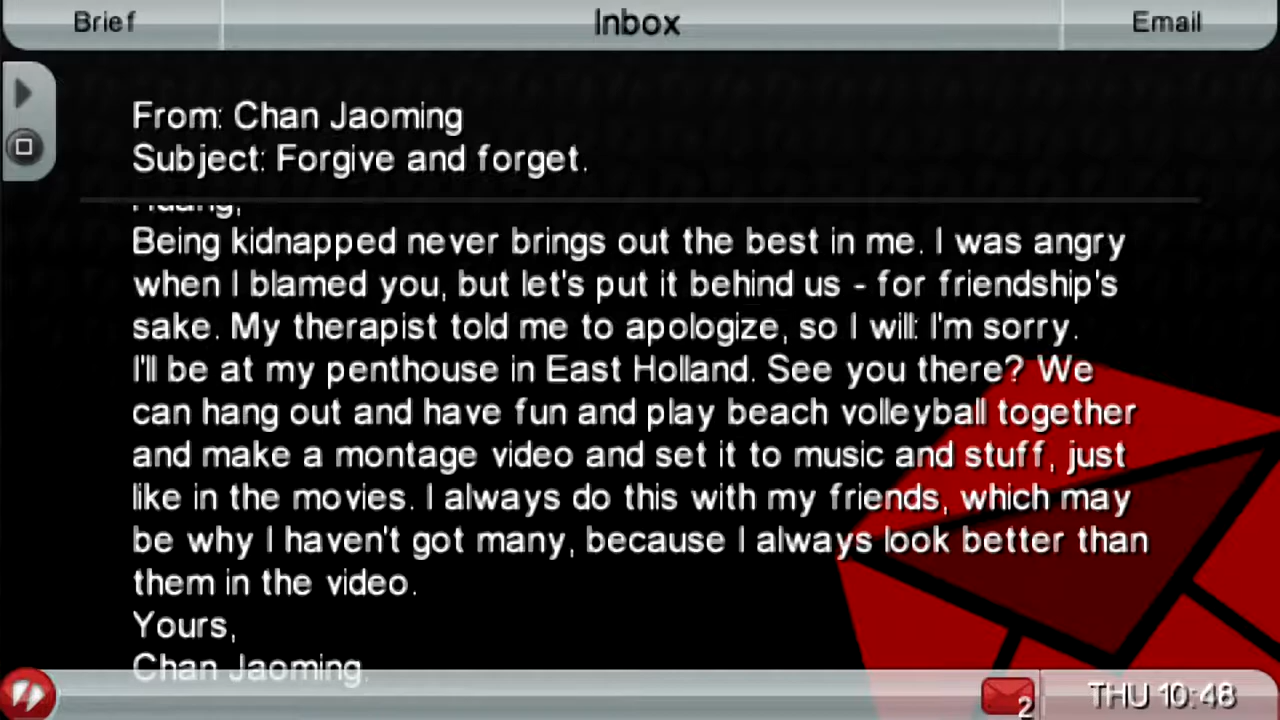 Brief
Inbox
Email
From: Chan Jaoming
Subject: Forgive and forget.
Huang,
Being kidnapped never brings out the best in me. I was angry
when I blamed you, but let's put it behind us - for friendship's
sake. My therapist told me to apologize, so I will: I'm sorry.
I'll be at my penthouse in East Holland. See you there? We
can hang out and have fun and play beach volleyball together
and make a montage video and set it to music and stuff, just
like in the movies. I always do this with my friends, which may
be why I haven't got many, because I always look better than
them in the video.
Yours,
Chan Jaoming.
2
THU 10:48